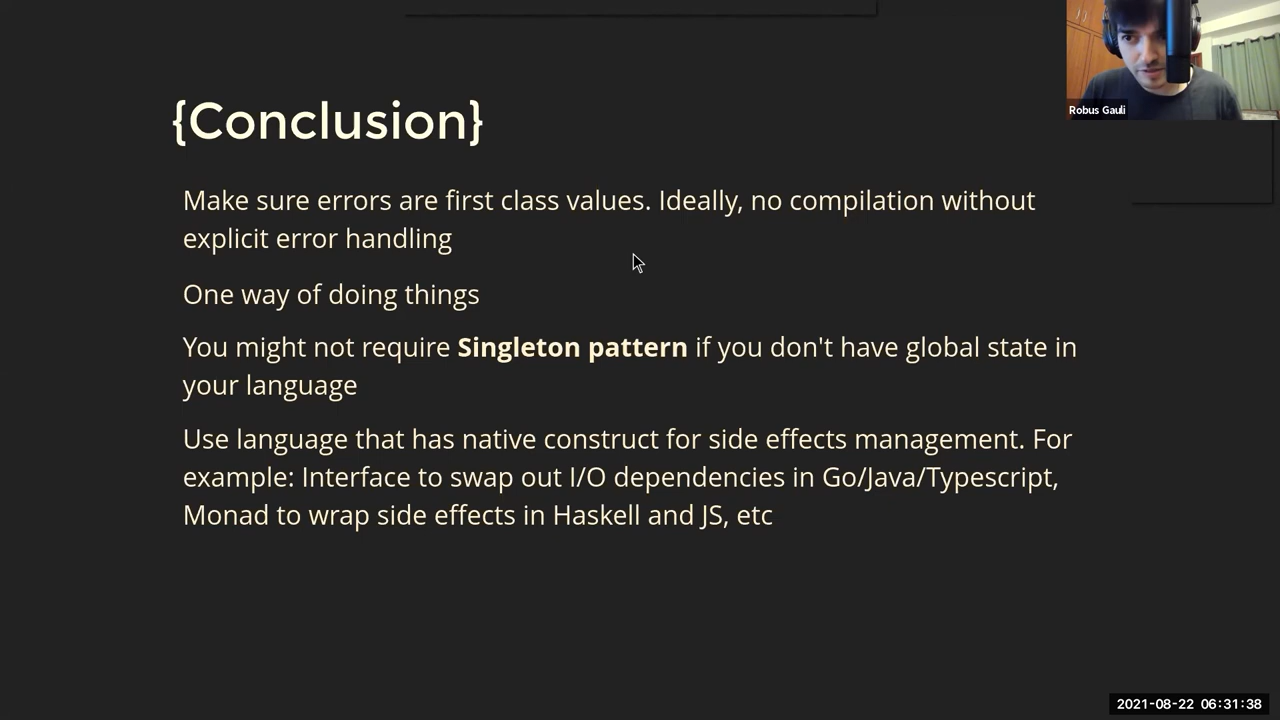 Robus Gauli
{Conclusion}
Make sure errors are first class values. Ideally, no compilation without
explicit error handling
One way of doing things
You might not require Singleton pattern if you don't have global state in
your language
Use language that has native construct for side effects management. For
example: Interface to swap out I/O dependencies in Go/Java/Typescript,
Monad to wrap side effects in Haskell and JS, etc
2021-08-22 06:31:38